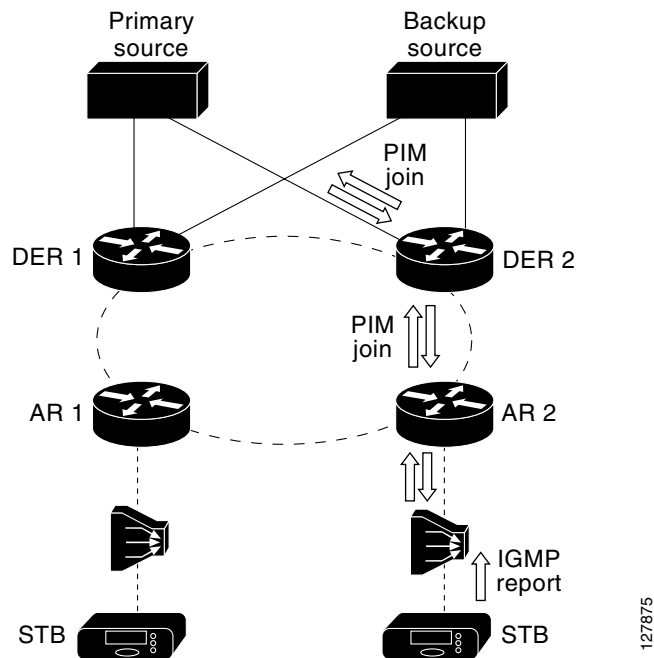 Primary
source
Backup
source
PIM
join
DER 1
DER 2
PIM
join
AR 1
AR 2
IGMP
report
STB
STB
127875